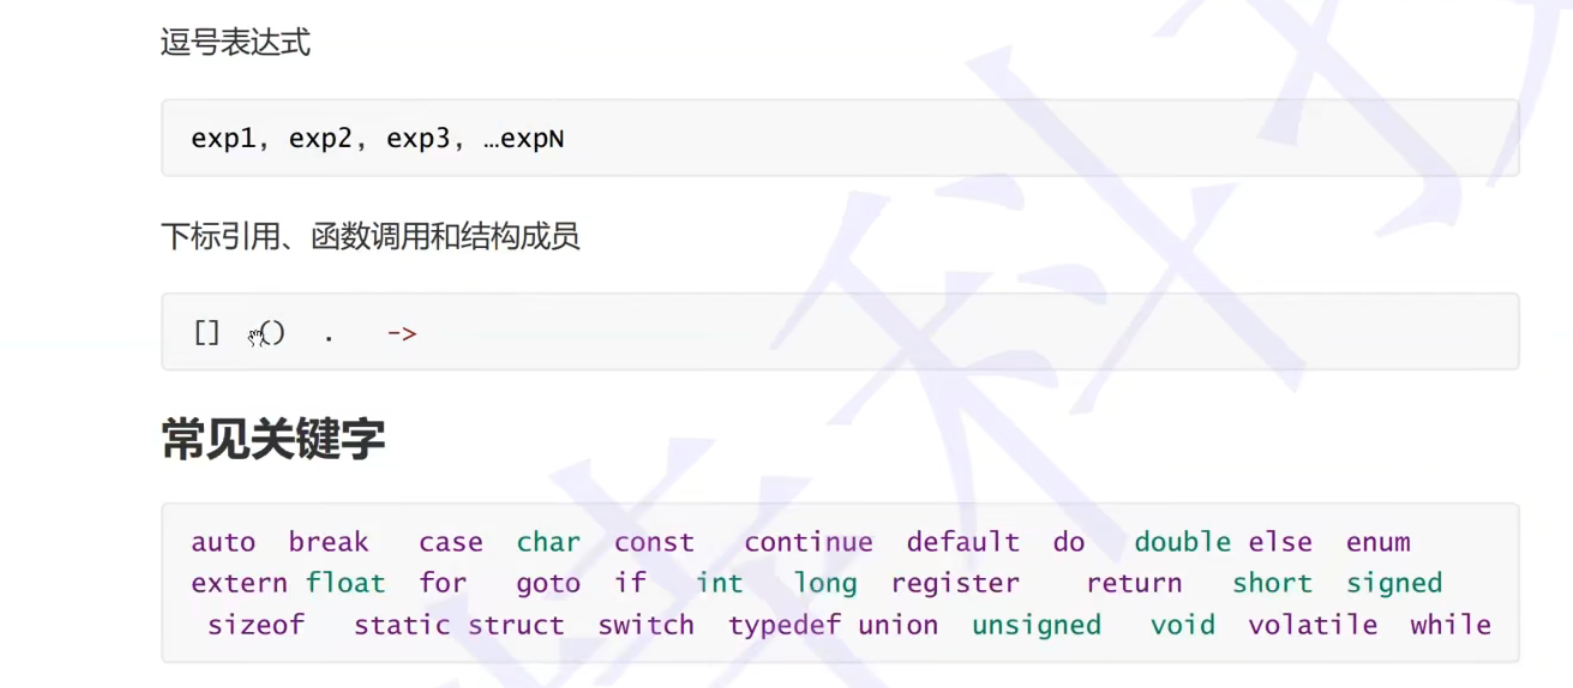 逗号表达式
exp1, exp2, exp3, …expN
下标引用、函数调用和结构成员
[] () . ->
常见关键字
auto break case char const continue default do double else enum
extern float for goto if int long register return short signed
sizeof static struct switch typedef union unsigned void volatile while